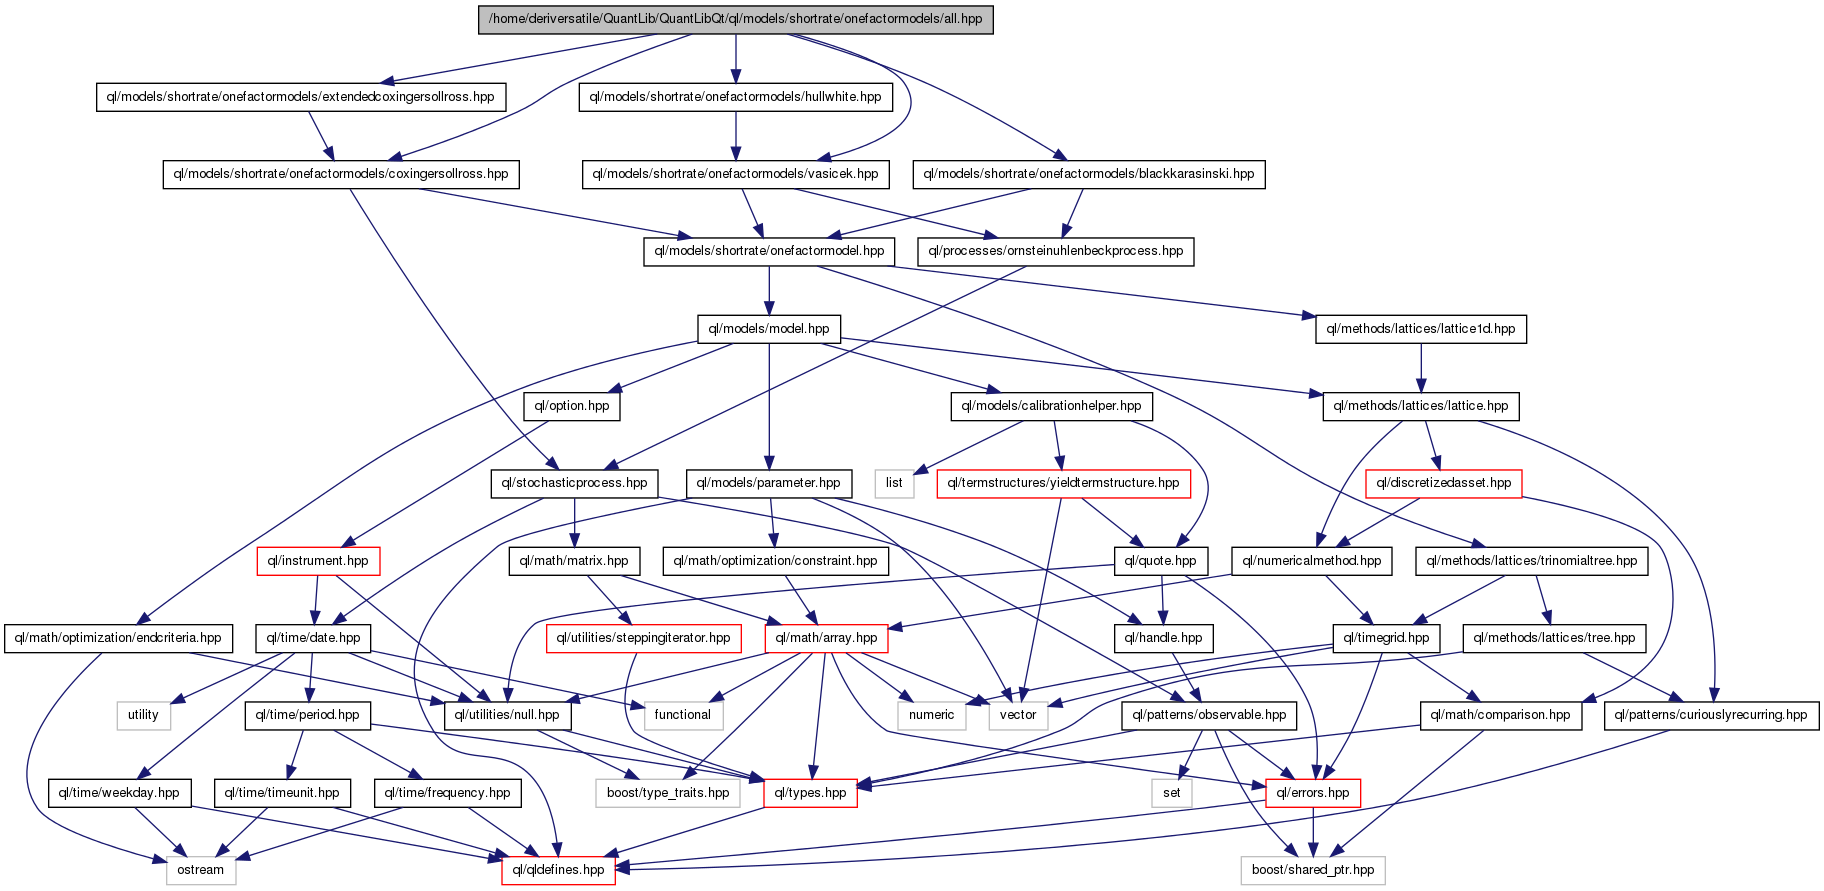 /home/deriversatile/QuantLib/QuantLibQt/ql/models/shortrate/onefactormodels/all.hpp
ql/models/shortrate/onefactormodels/extendedcoxingersollross.hpp
ql/models/shortrate/onefactormodels/hullwhite.hpp
ql/models/shortrate/onefactormodels/coxingersollross.hpp
ql/models/shortrate/onefactormodels/vasicek.hpp
ql/models/shortrate/onefactormodels/blackkarasinski.hpp
ql/models/shortrate/onefactormodel.hpp
ql/processes/ornsteinuhlenbeckprocess.hpp
ql/models/model.hpp
ql/methods/lattices/lattice1d.hpp
ql/option.hpp
ql/models/calibrationhelper.hpp
ql/methods/lattices/lattice.hpp
ql/stochasticprocess.hpp
ql/models/parameter.hpp
list
ql/termstructures/yieldtermstructure.hpp
ql/discretizedasset.hpp
ql/instrument.hpp
ql/math/matrix.hpp
ql/math/optimization/constraint.hpp
ql/quote.hpp
ql/numericalmethod.hpp
ql/methods/lattices/trinomialtree.hpp
ql/math/optimization/endcriteria.hpp
ql/time/date.hpp
ql/utilities/steppingiterator.hpp
ql/math/array.hpp
ql/handle.hpp
ql/timegrid.hpp
ql/methods/lattices/tree.hpp
utility
ql/time/period.hpp
ql/utilities/null.hpp
functional
numeric
vector
ql/patterns/observable.hpp
ql/math/comparison.hpp
ql/patterns/curiouslyrecurring.hpp
ql/time/weekday.hpp
ql/time/timeunit.hpp
ql/time/frequency.hpp
boost/type_traits.hpp
ql/types.hpp
set
ql/errors.hpp
ostream
ql/qldefines.hpp
boost/shared_ptr.hpp